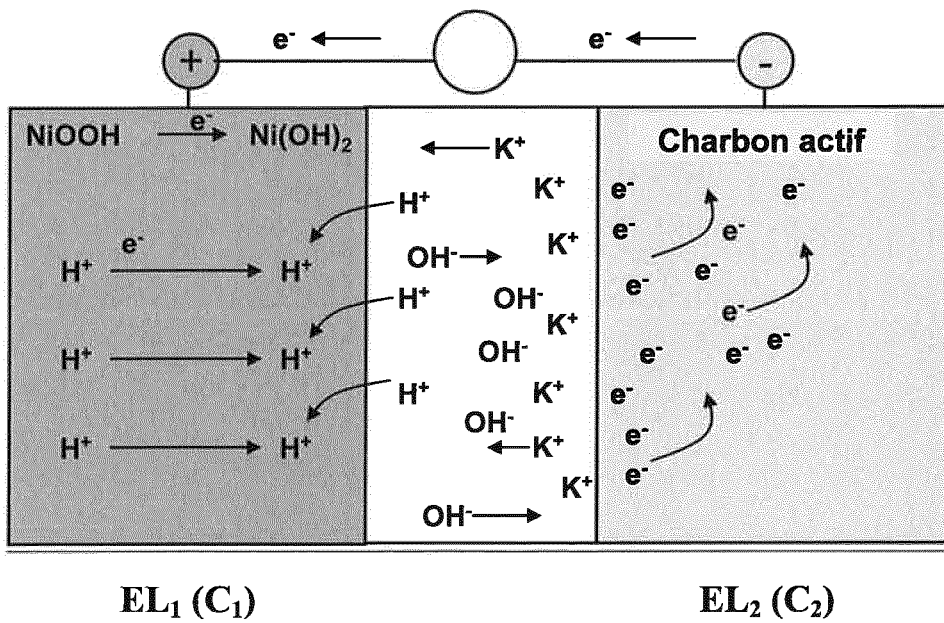 e⁻ e⁻
+ -
NiOOH e⁻ Ni(OH)₂ K⁺ Charbon actif
K⁺ e⁻ e⁻
H⁺
e⁻ e⁻
e⁻ OH⁻ K⁺
H⁺ H⁺ e⁻
H⁺ OH⁻ e⁻
K⁺ e⁻
H⁺ H⁺ OH⁻ e⁻ e⁻ e⁻
H⁺ K⁺ e⁻
OH⁻
H⁺ H⁺ K⁺ e⁻
K⁺ e⁻
OH⁻
EL₁ (C₁) EL₂ (C₂)